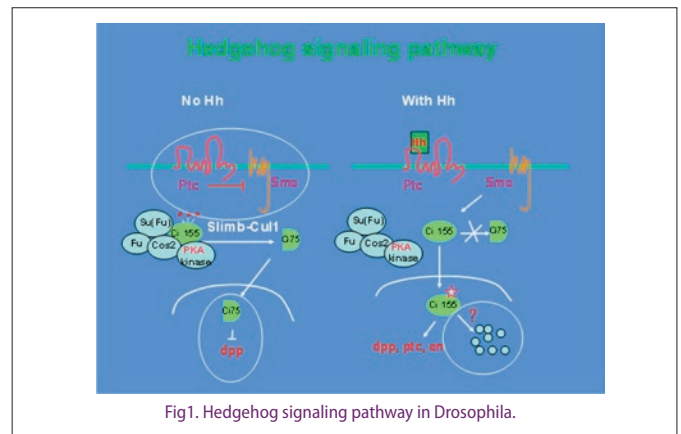 Hedgehog signaling pathway
No Hh
With Hh
Hh
Ptc
Smo
Ptc
Smo
Su(Fu)
Ci 155
Slimb-Cul1
Fu
Cos2
PKA
kinase
Ci75
Su(Fu)
Fu
Cos2
PKA
kinase
Ci 155
Ci75
Ci75
dpp
Ci 155
?
dpp, ptc, en
Fig1. Hedgehog signaling pathway in Drosophila.